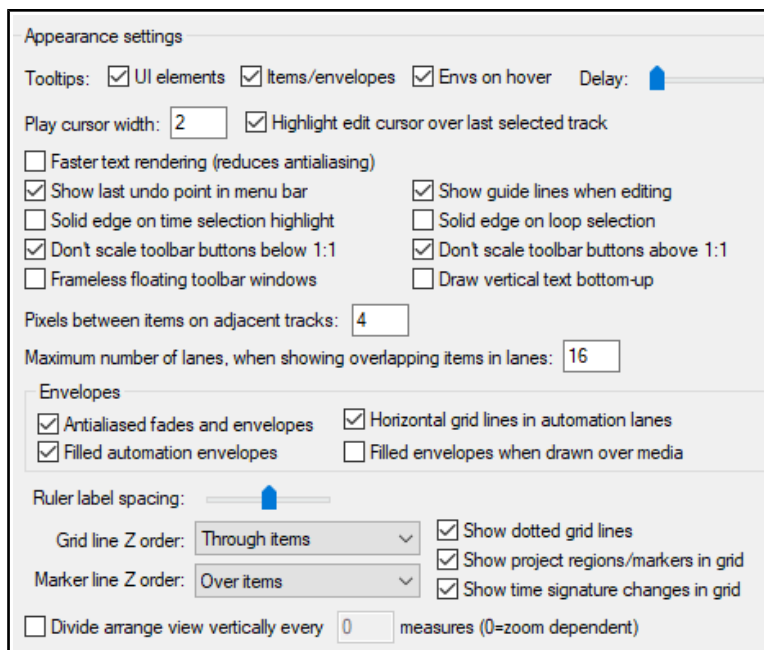 Appearance settings
Tooltips: UI elements Items/envelopes Envs on hover Delay:
Play cursor width: 2 Highlight edit cursor over last selected track
Faster text rendering (reduces antialiasing)
Show last undo point in menu bar Show guide lines when editing
Solid edge on time selection highlight Solid edge on loop selection
Don't scale toolbar buttons below 1:1 Don't scale toolbar buttons above 1:1
Frameless floating toolbar windows Draw vertical text bottom-up
Pixels between items on adjacent tracks: 4
Maximum number of lanes, when showing overlapping items in lanes: 16
Envelopes
Antialiased fades and envelopes Horizontal grid lines in automation lanes
Filled automation envelopes Filled envelopes when drawn over media
Ruler label spacing:
Grid line Z order: Through items Show dotted grid lines
Show project regions/markers in grid
Marker line Z order: Over items Show time signature changes in grid
Divide arrange view vertically every 0 measures (0=zoom dependent)